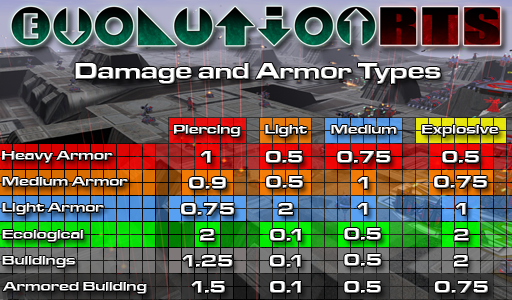 EVOLUTION RTS
Damage and Armor Types
Piercing Light Medium Explosive
Heavy Armor 1 0.5 0.75 0.5
Medium Armor 0.9 0.5 1 0.75
Light Armor 0.75 2 1 1
Ecological 2 0.1 0.5 2
Buildings 1.25 0.1 0.5 2
Armored Building 1.5 0.1 0.5 0.75